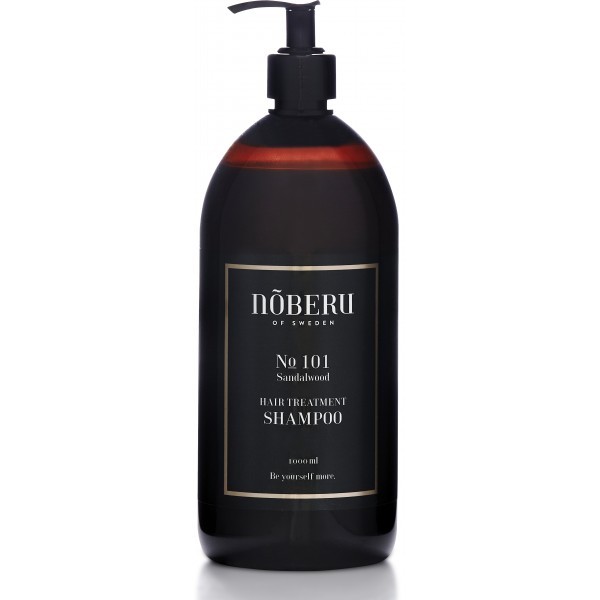 nõBERU
OF SWEDEN
No 101
Sandalwood
HAIR TREATMENT
SHAMPOO
1000 ml
Be yourself more.